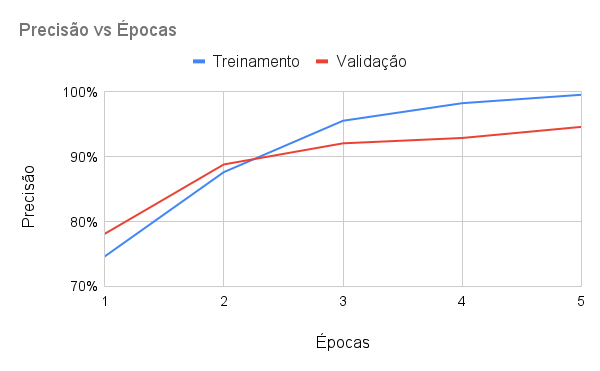 Precisão vs Épocas
Treinamento
Validação
100%
90%
80%
70%
Precisão
1
2
3
4
5
Épocas